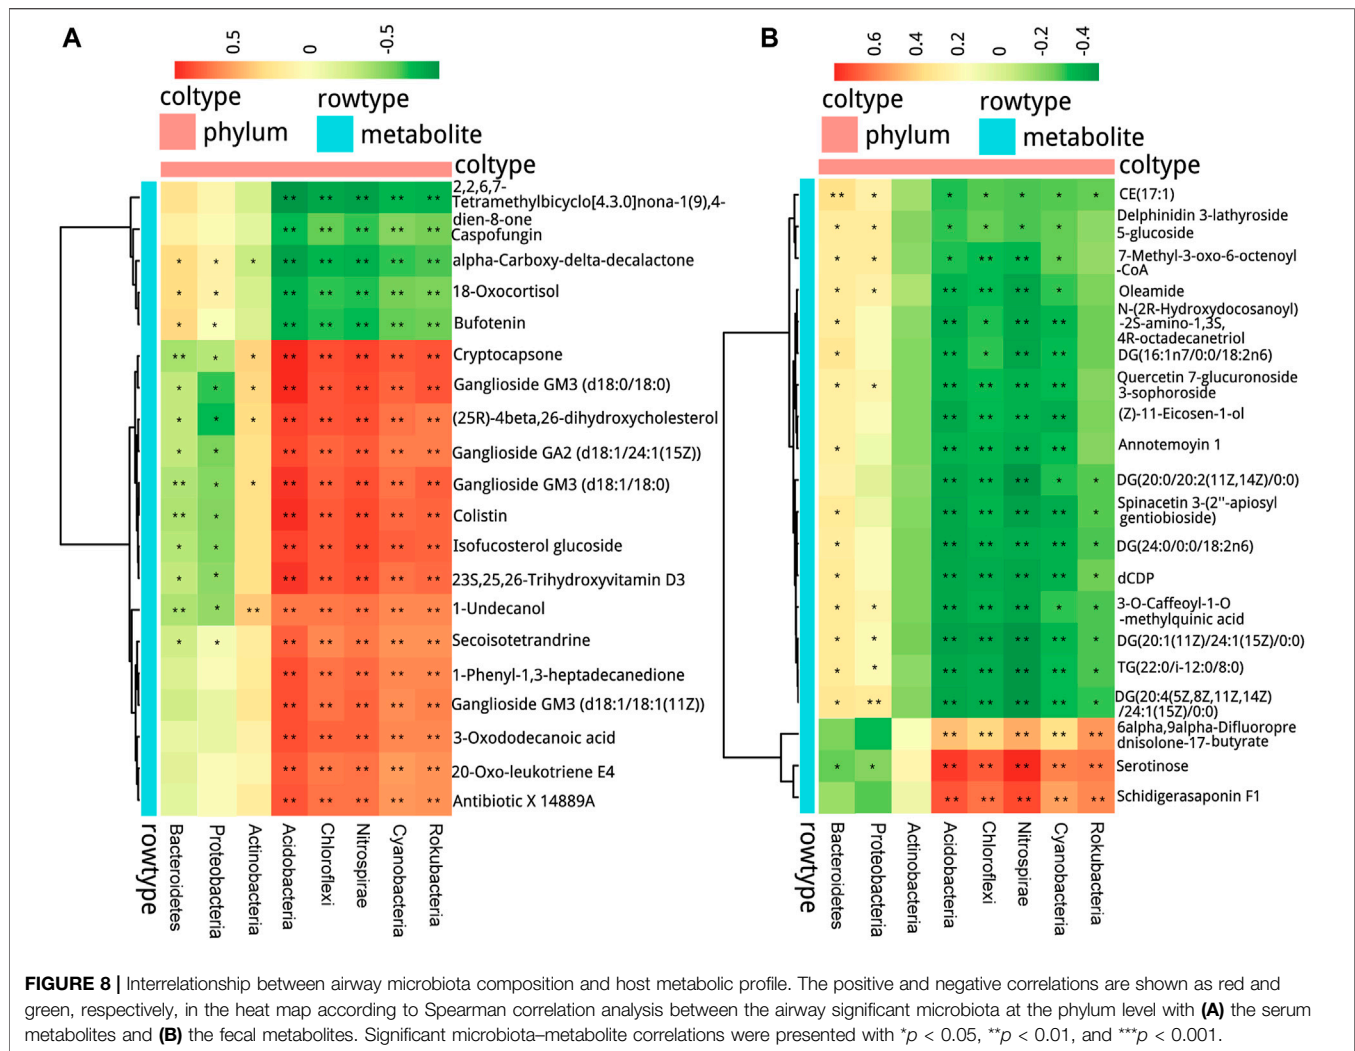 A
0.5
0
-0.5
coltype
rowtype
phylum
metabolite
coltype
2,2,6,7-
Tetramethylbicyclo[4.3.0]nona-1(9),4-
dien-8-one
Caspofungin
* * * ** ** ** ** ** alpha-Carboxy-delta-decalactone
18-Oxocortisol
Bufotenin
Cryptocapsone
Ganglioside GM3 (d18:0/18:0)
(25R)-4beta,26-dihydroxycholesterol
Ganglioside GA2 (d18:1/24:1(15Z))
Ganglioside GM3 (d18:1/18:0)
Colistin
Isofucosterol glucoside
23S,25,26-Trihydroxyvitamin D3
1-Undecanol
Secoisotetrandrine
1-Phenyl-1,3-heptadecanedione
Ganglioside GM3 (d18:1/18:1(11Z))
3-Oxododecanoic acid
20-Oxo-leukotriene E4
Antibiotic X 14889A
rowtype
Bacteroidetes
Proteobacteria
Actinobacteria
Acidobacteria
Chloroflexi
Nitrospirae
Cyanobacteria
Rokubacteria
B
0.6
0.4
0.2
0
-0.2
-0.4
coltype
rowtype
phylum
metabolite
coltype
CE(17:1)
Delphinidin 3-lathyroside
5-glucoside
7-Methyl-3-oxo-6-octenoyl
-CoA
Oleamide
N-(2R-Hydroxydocosanoyl)
-2S-amino-1,3S,
4R-octadecanetriol
DG(16:1n7/0:0/18:2n6)
Quercetin 7-glucuronoside
3-sophoroside
(Z)-11-Eicosen-1-ol
Annotemoyin 1
DG(20:0/20:2(11Z,14Z)/0:0)
Spinacetin 3-(2''-apiosyl
gentiobioside)
DG(24:0/0:0/18:2n6)
dCDP
3-O-Caffeoyl-1-O
-methylquinic acid
DG(20:1(11Z)/24:1(15Z)/0:0)
TG(22:0/i-12:0/8:0)
DG(20:4(5Z,8Z,11Z,14Z)
/24:1(15Z)/0:0)
6alpha,9alpha-Difluoropre
dnisolone-17-butyrate
Serotinose
Schidigerasaponin F1
rowtype
Bacteroidetes
Proteobacteria
Actinobacteria
Acidobacteria
Chloroflexi
Nitrospirae
Cyanobacteria
Rokubacteria
FIGURE 8 | Interrelationship between airway microbiota composition and host metabolic profile. The positive and negative correlations are shown as red and
green, respectively, in the heat map according to Spearman correlation analysis between the airway significant microbiota at the phylum level with (A) the serum
metabolites and (B) the fecal metabolites. Significant microbiota–metabolite correlations were presented with *p < 0.05, **p < 0.01, and ***p < 0.001.